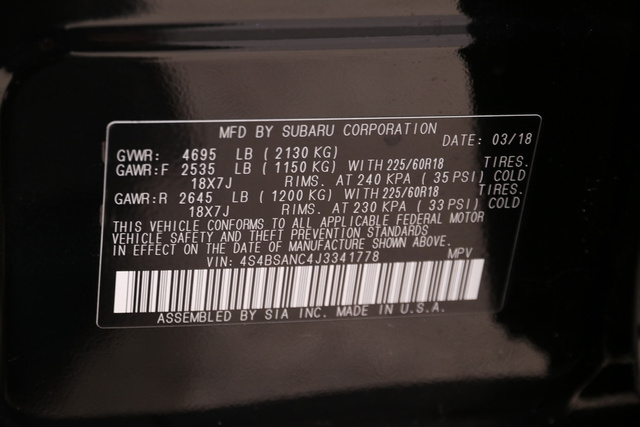 MFD BY SUBARU CORPORATION DATE: 03/18
GVWR: 4695 LB ( 2130 KG)
GAWR:F 2535 LB ( 1150 KG) WITH 225/60R18 TIRES.
18X7J RIMS. AT 240 KPA ( 35 PSI) COLD
GAWR:R 2645 LB ( 1200 KG) WITH 225/60R18 TIRES.
18X7J RIMS. AT 230 KPA ( 33 PSI) COLD
THIS VEHICLE CONFORMS TO ALL APPLICABLE FEDERAL MOTOR
VEHICLE SAFETY AND THEFT PREVENTION STANDARDS
IN EFFECT ON THE DATE OF MANUFACTURE SHOWN ABOVE.
VIN: 4S4BSANC4J3341778 MPV
ASSEMBLED BY SIA INC. MADE IN U.S.A.